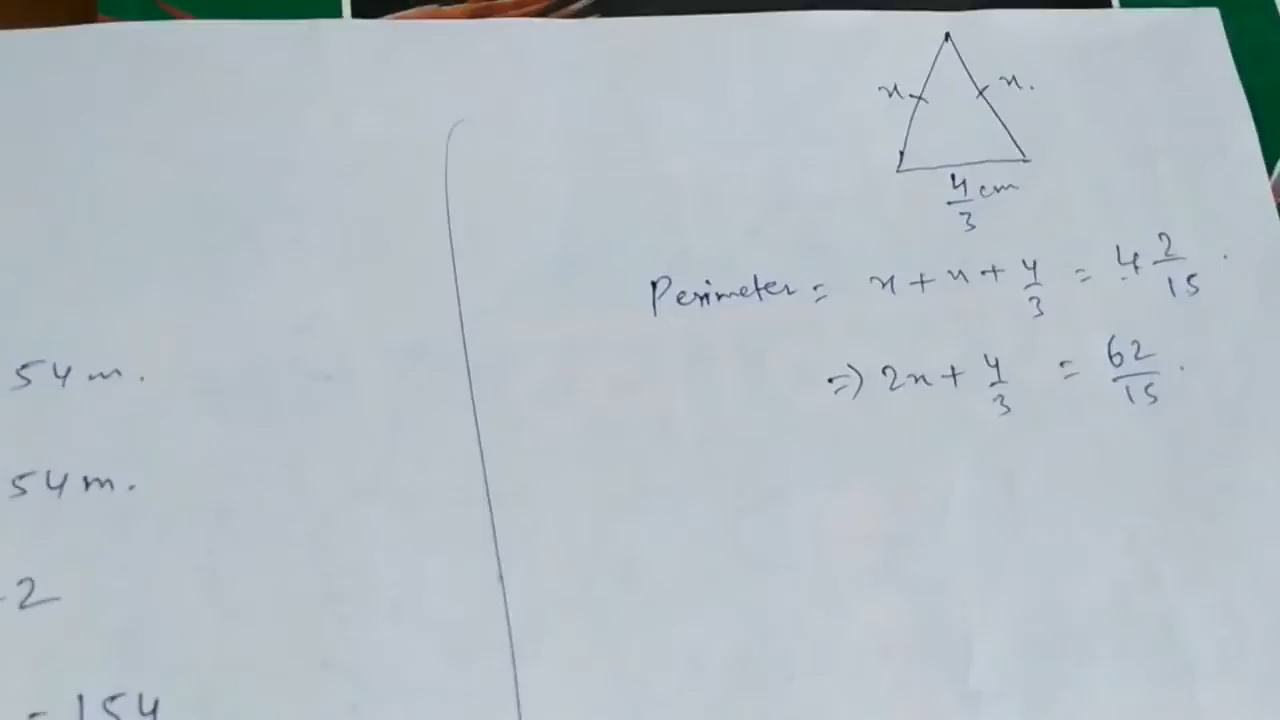 54 m.
54 m.
- 2
= 154
x x.
4/3 cm
Perimeter = x + x + 4/3 = 4 2/15.
=> 2x + 4/3 = 62/15.